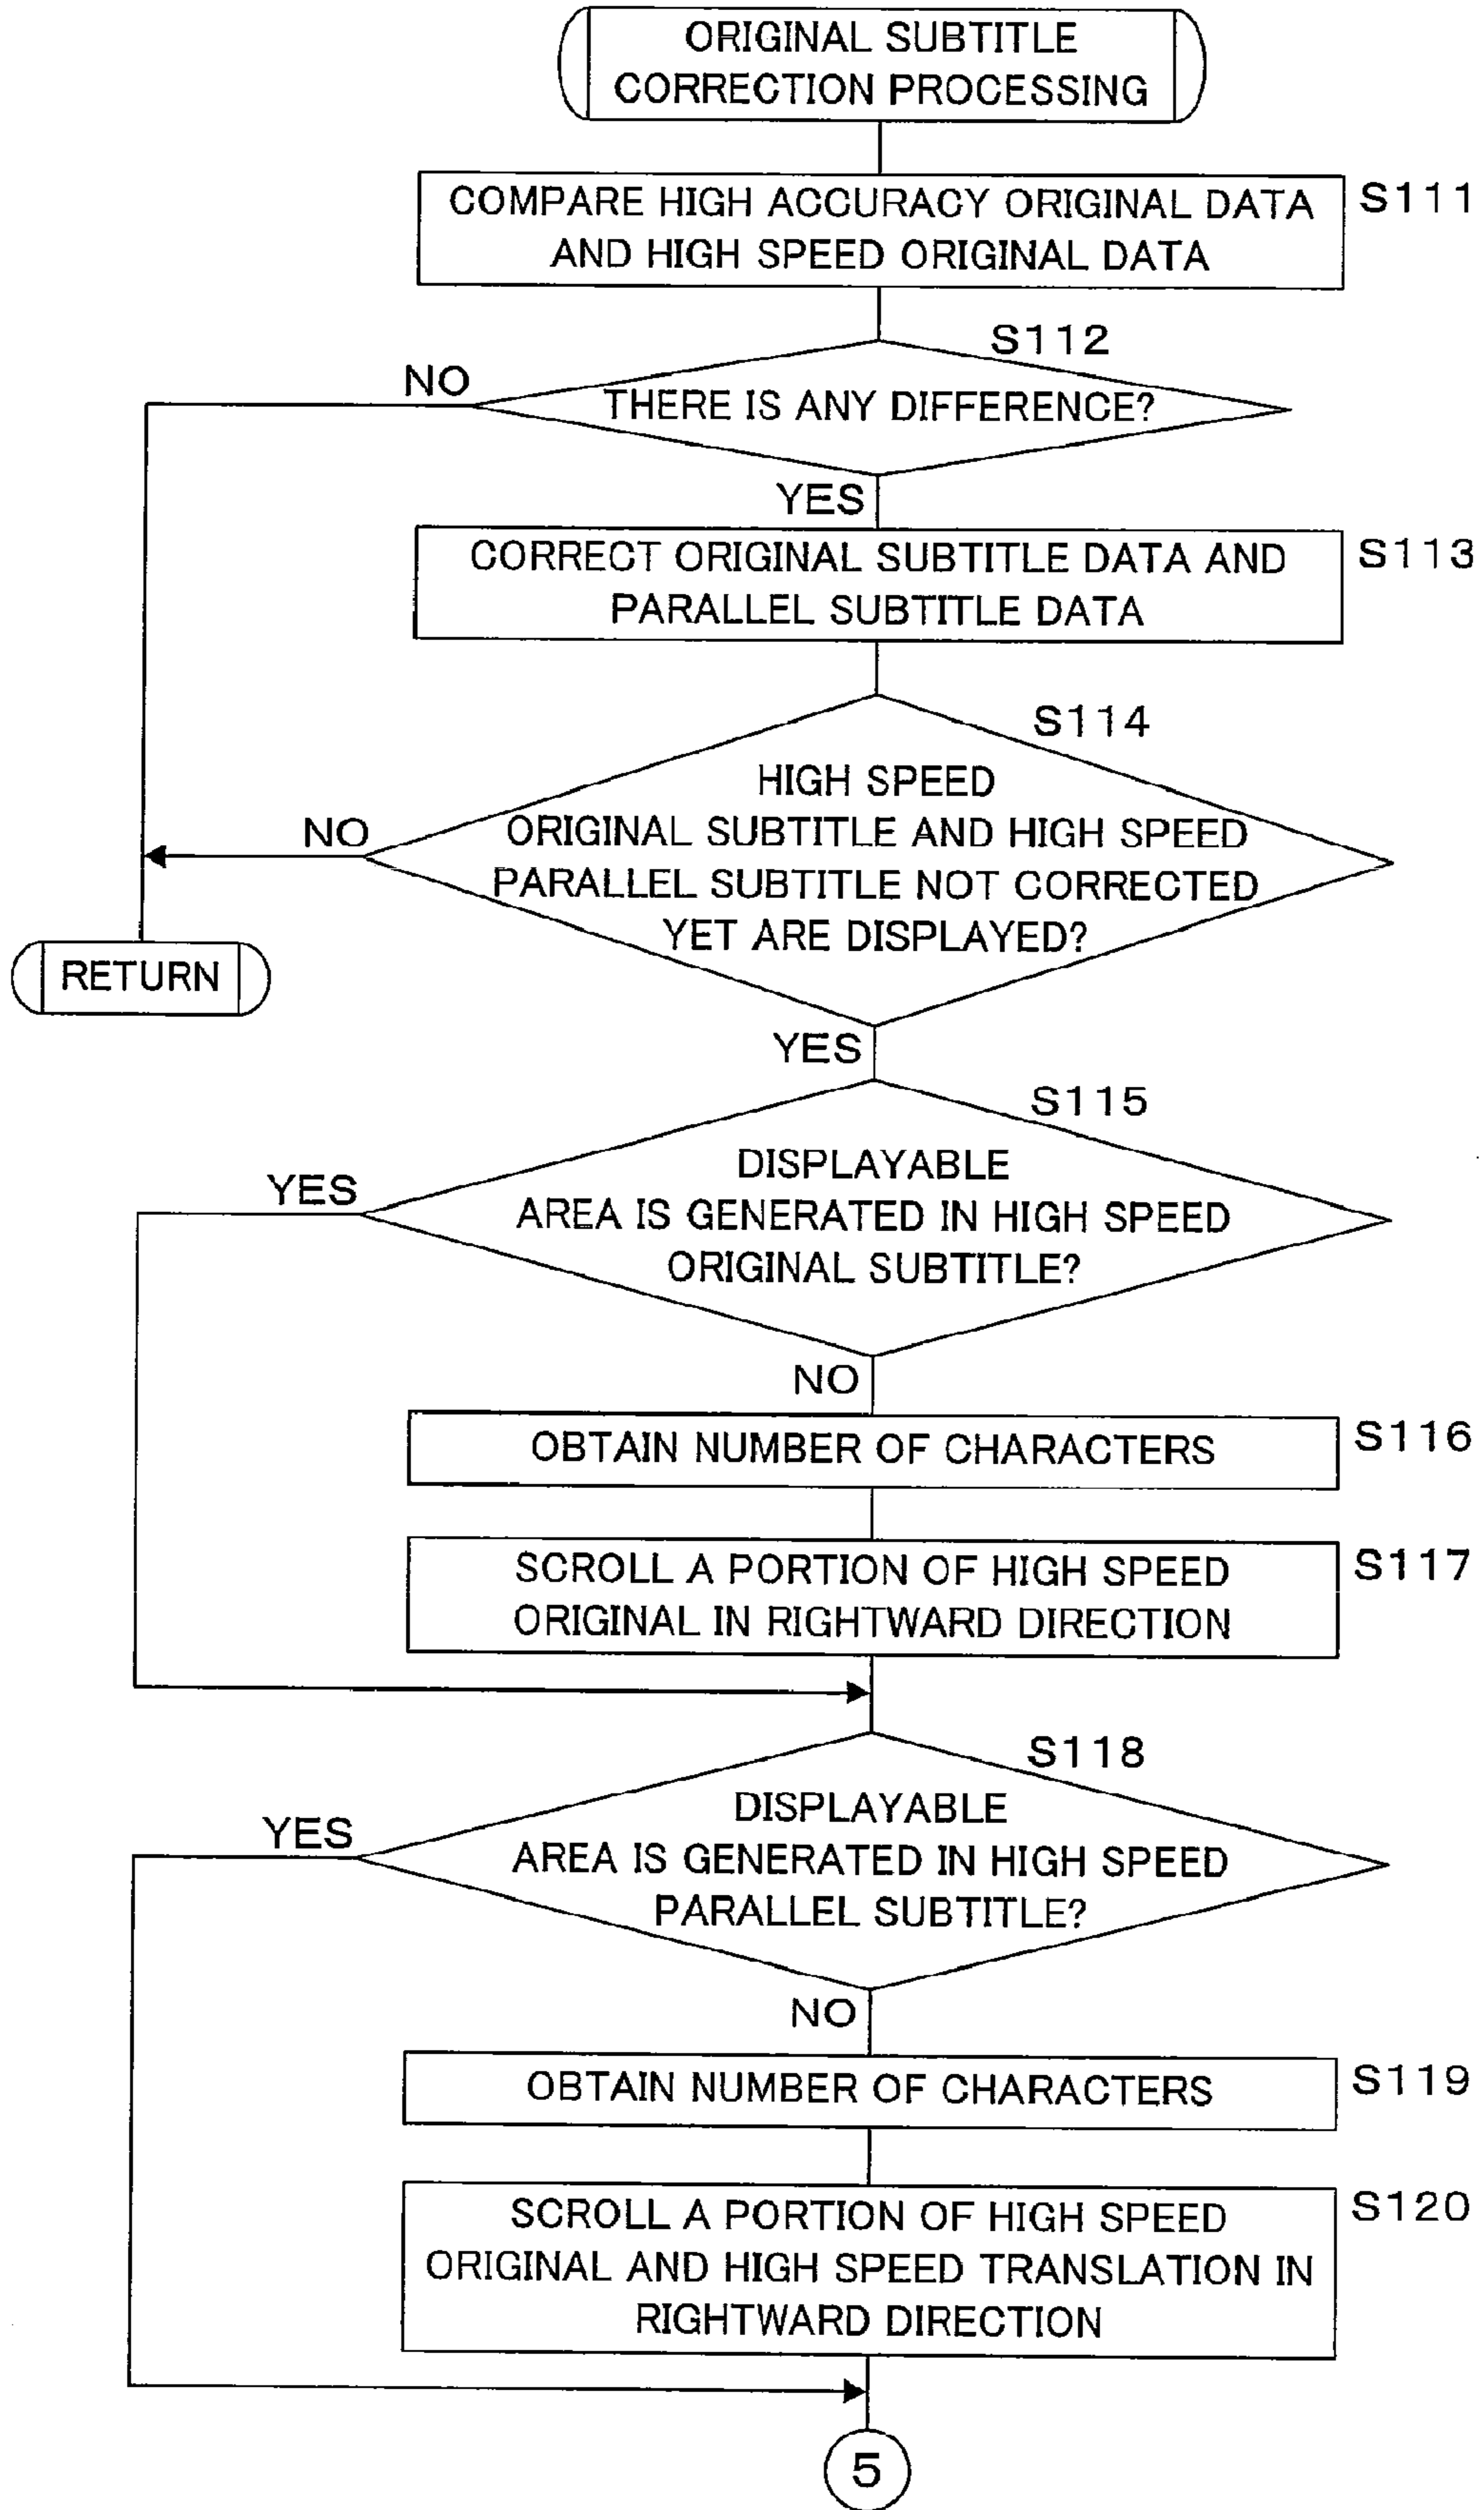 ORIGINAL SUBTITLE
CORRECTION PROCESSING
COMPARE HIGH ACCURACY ORIGINAL DATA
AND HIGH SPEED ORIGINAL DATA
S111
S112
NO
THERE IS ANY DIFFERENCE?
YES
CORRECT ORIGINAL SUBTITLE DATA AND
PARALLEL SUBTITLE DATA
S113
S114
HIGH SPEED
NO
ORIGINAL SUBTITLE AND HIGH SPEED
PARALLEL SUBTITLE NOT CORRECTED
YET ARE DISPLAYED?
RETURN
YES
S115
DISPLAYABLE
YES
AREA IS GENERATED IN HIGH SPEED
ORIGINAL SUBTITLE?
NO
OBTAIN NUMBER OF CHARACTERS
S116
SCROLL A PORTION OF HIGH SPEED
ORIGINAL IN RIGHTWARD DIRECTION
S117
S118
DISPLAYABLE
YES
AREA IS GENERATED IN HIGH SPEED
PARALLEL SUBTITLE?
NO
OBTAIN NUMBER OF CHARACTERS
S119
SCROLL A PORTION OF HIGH SPEED
ORIGINAL AND HIGH SPEED TRANSLATION IN
RIGHTWARD DIRECTION
S120
5